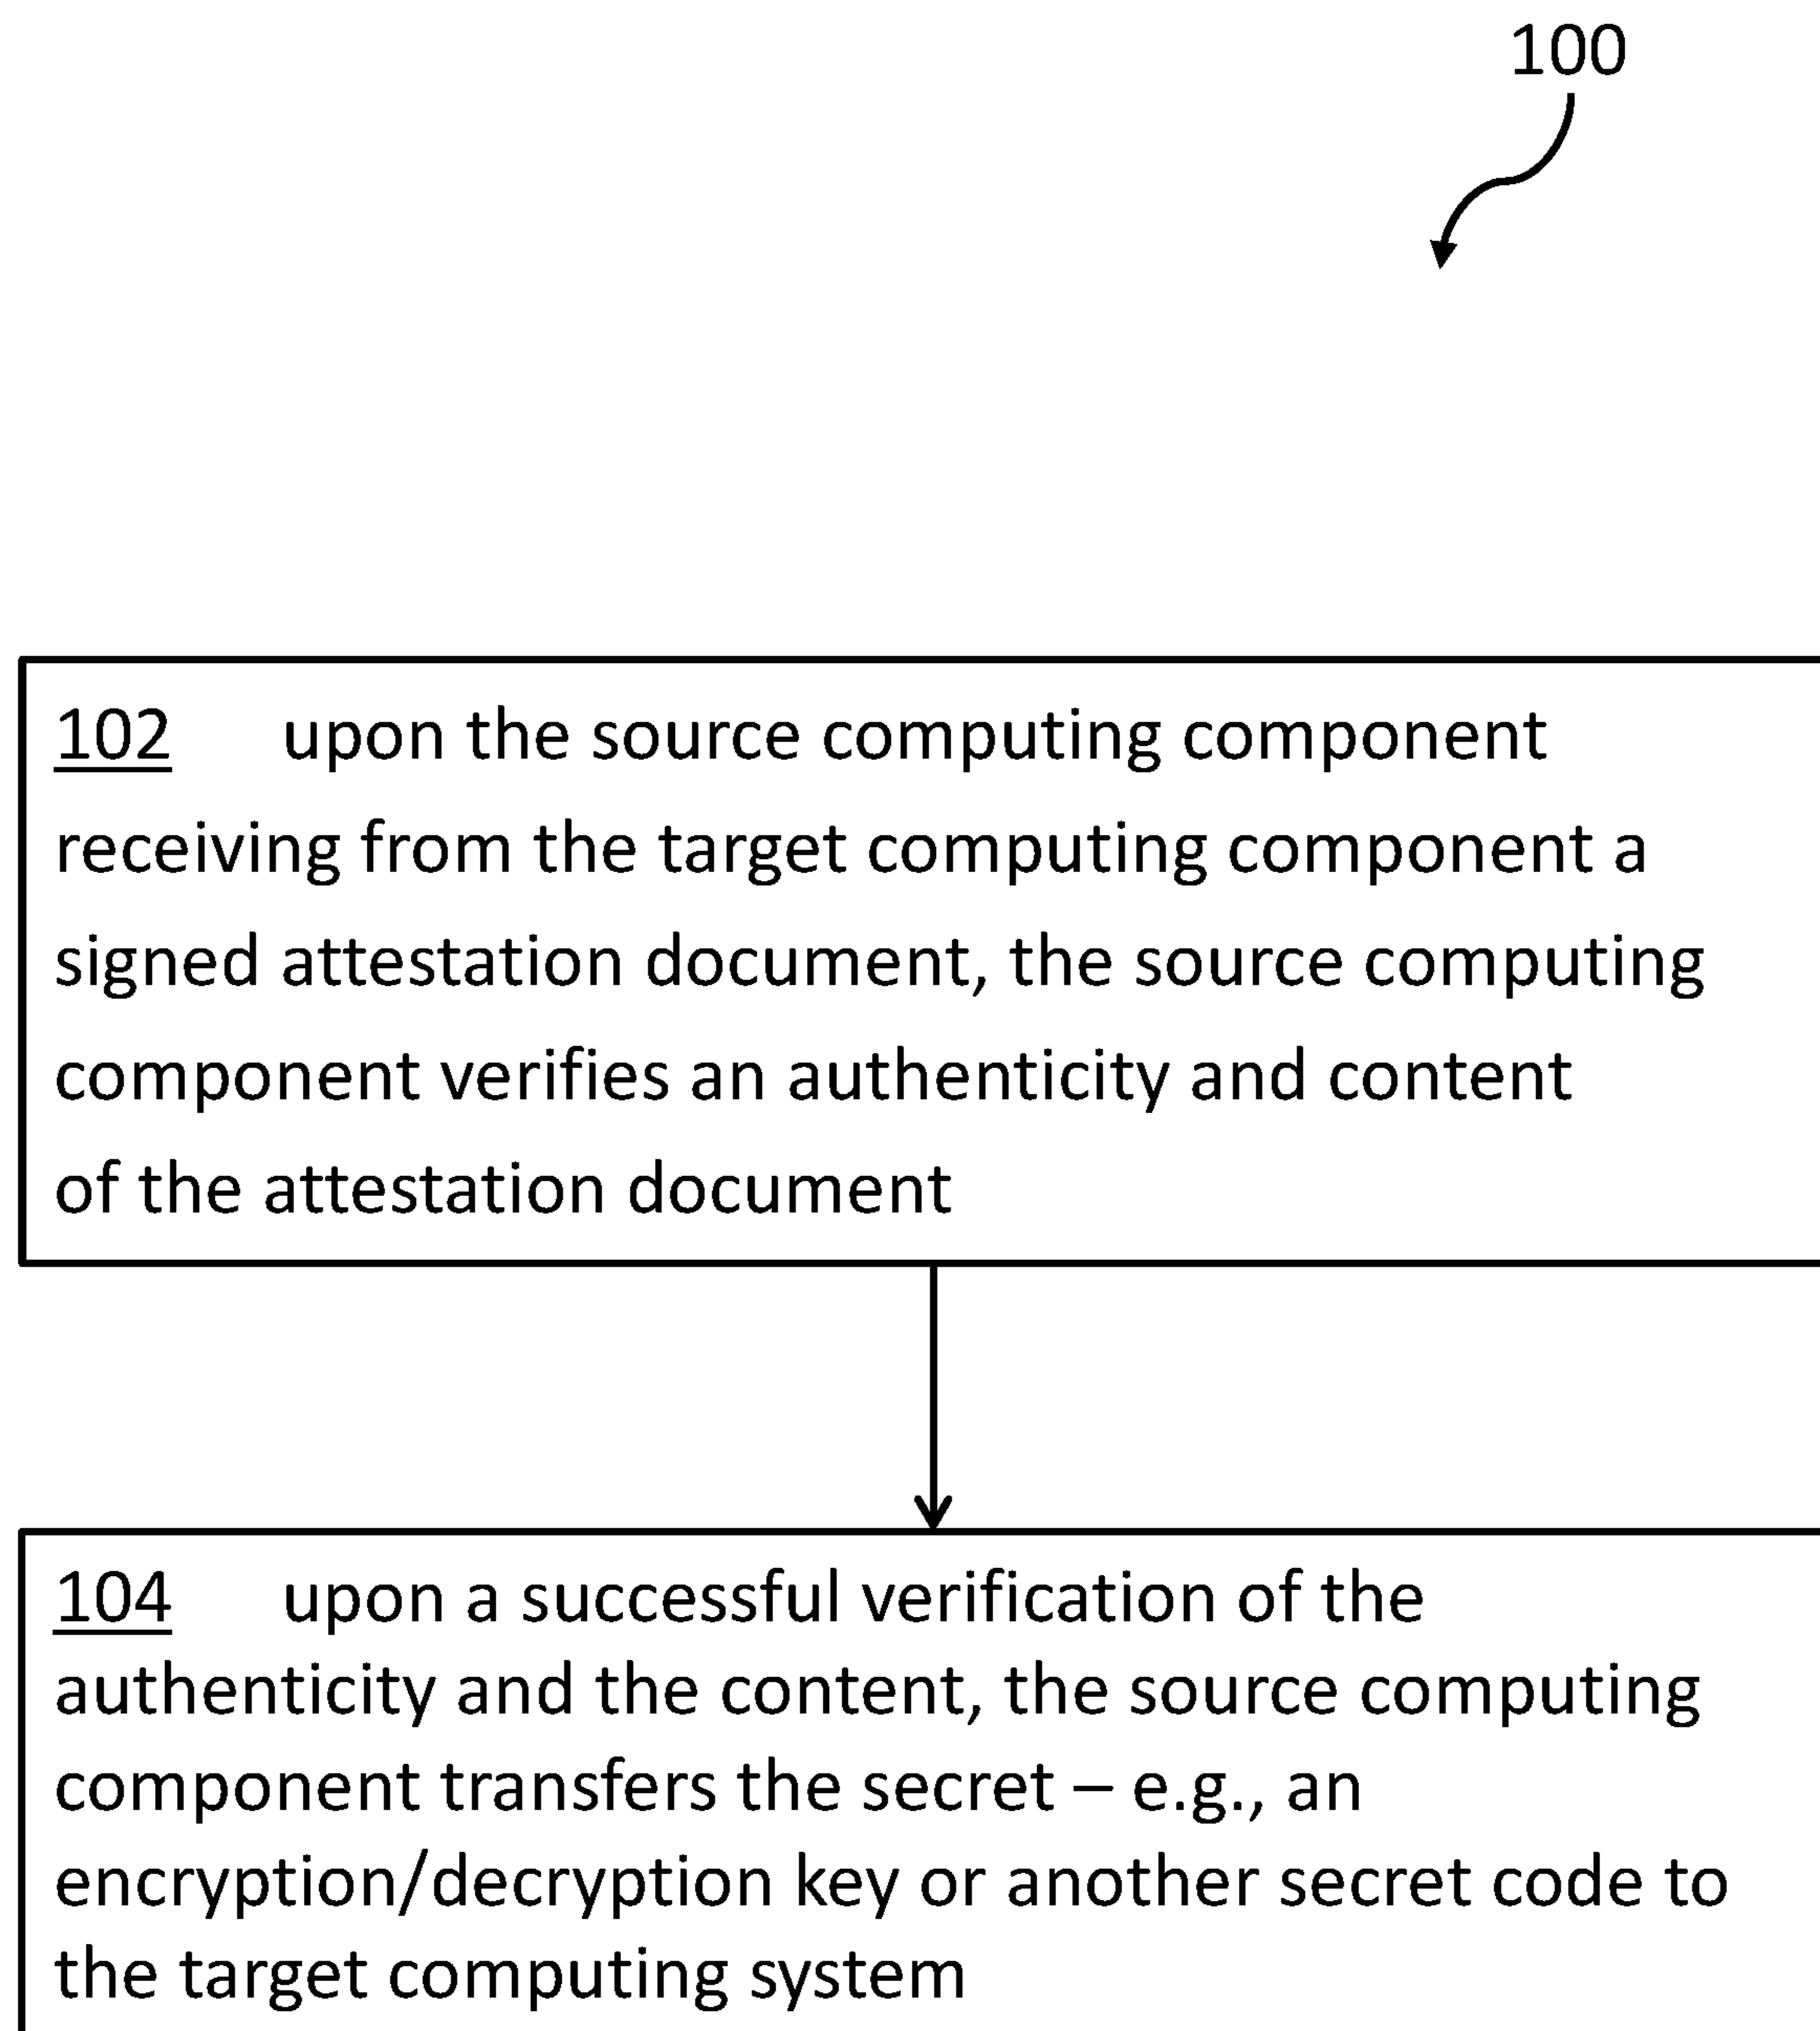 100
102 upon the source computing component
receiving from the target computing component a
signed attestation document, the source computing
component verifies an authenticity and content
of the attestation document
104 upon a successful verification of the
authenticity and the content, the source computing
component transfers the secret – e.g., an
encryption/decryption key or another secret code to
the target computing system